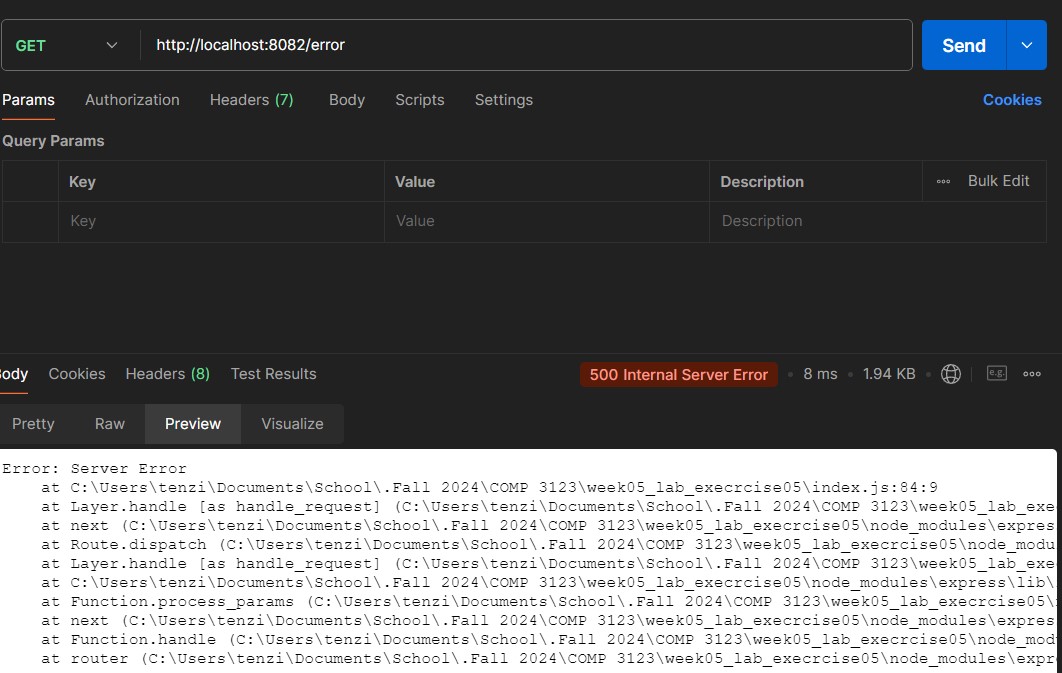 GET http://localhost:8082/error Send
Params Authorization Headers (7) Body Scripts Settings Cookies
Query Params
Key Value Description Bulk Edit
Key Value Description
ody Cookies Headers (8) Test Results 500 Internal Server Error 8 ms 1.94 KB e.g.
Pretty Raw Preview Visualize
Error: Server Error
at C:\Users\tenzi\Documents\School\.Fall 2024\COMP 3123\week05_lab_execrcise05\index.js:84:9
at Layer.handle [as handle_request] (C:\Users\tenzi\Documents\School\.Fall 2024\COMP 3123\week05_lab_exe
at next (C:\Users\tenzi\Documents\School\.Fall 2024\COMP 3123\week05_lab_execrcise05\node_modules\expres
at Route.dispatch (C:\Users\tenzi\Documents\School\.Fall 2024\COMP 3123\week05_lab_execrcise05\node_modu
at Layer.handle [as handle_request] (C:\Users\tenzi\Documents\School\.Fall 2024\COMP 3123\week05_lab_exe
at C:\Users\tenzi\Documents\School\.Fall 2024\COMP 3123\week05_lab_execrcise05\node_modules\express\lib\
at Function.process_params (C:\Users\tenzi\Documents\School\.Fall 2024\COMP 3123\week05_lab_execrcise05\
at next (C:\Users\tenzi\Documents\School\.Fall 2024\COMP 3123\week05_lab_execrcise05\node_modules\expres
at Function.handle (C:\Users\tenzi\Documents\School\.Fall 2024\COMP 3123\week05_lab_execrcise05\node_mod
at router (C:\Users\tenzi\Documents\School\.Fall 2024\COMP 3123\week05_lab_execrcise05\node_modules\expr